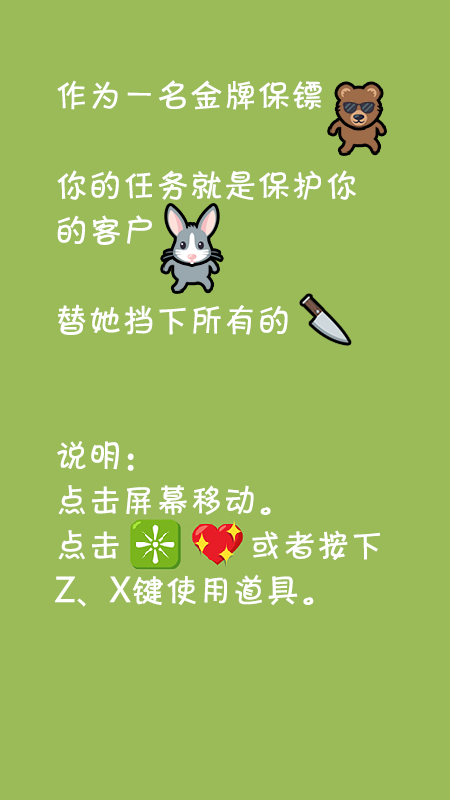 作为一名金牌保镖
你的任务就是保护你
的客户
替她挡下所有的
说明：
点击屏幕移动。
点击 或者按下
Z、X键使用道具。